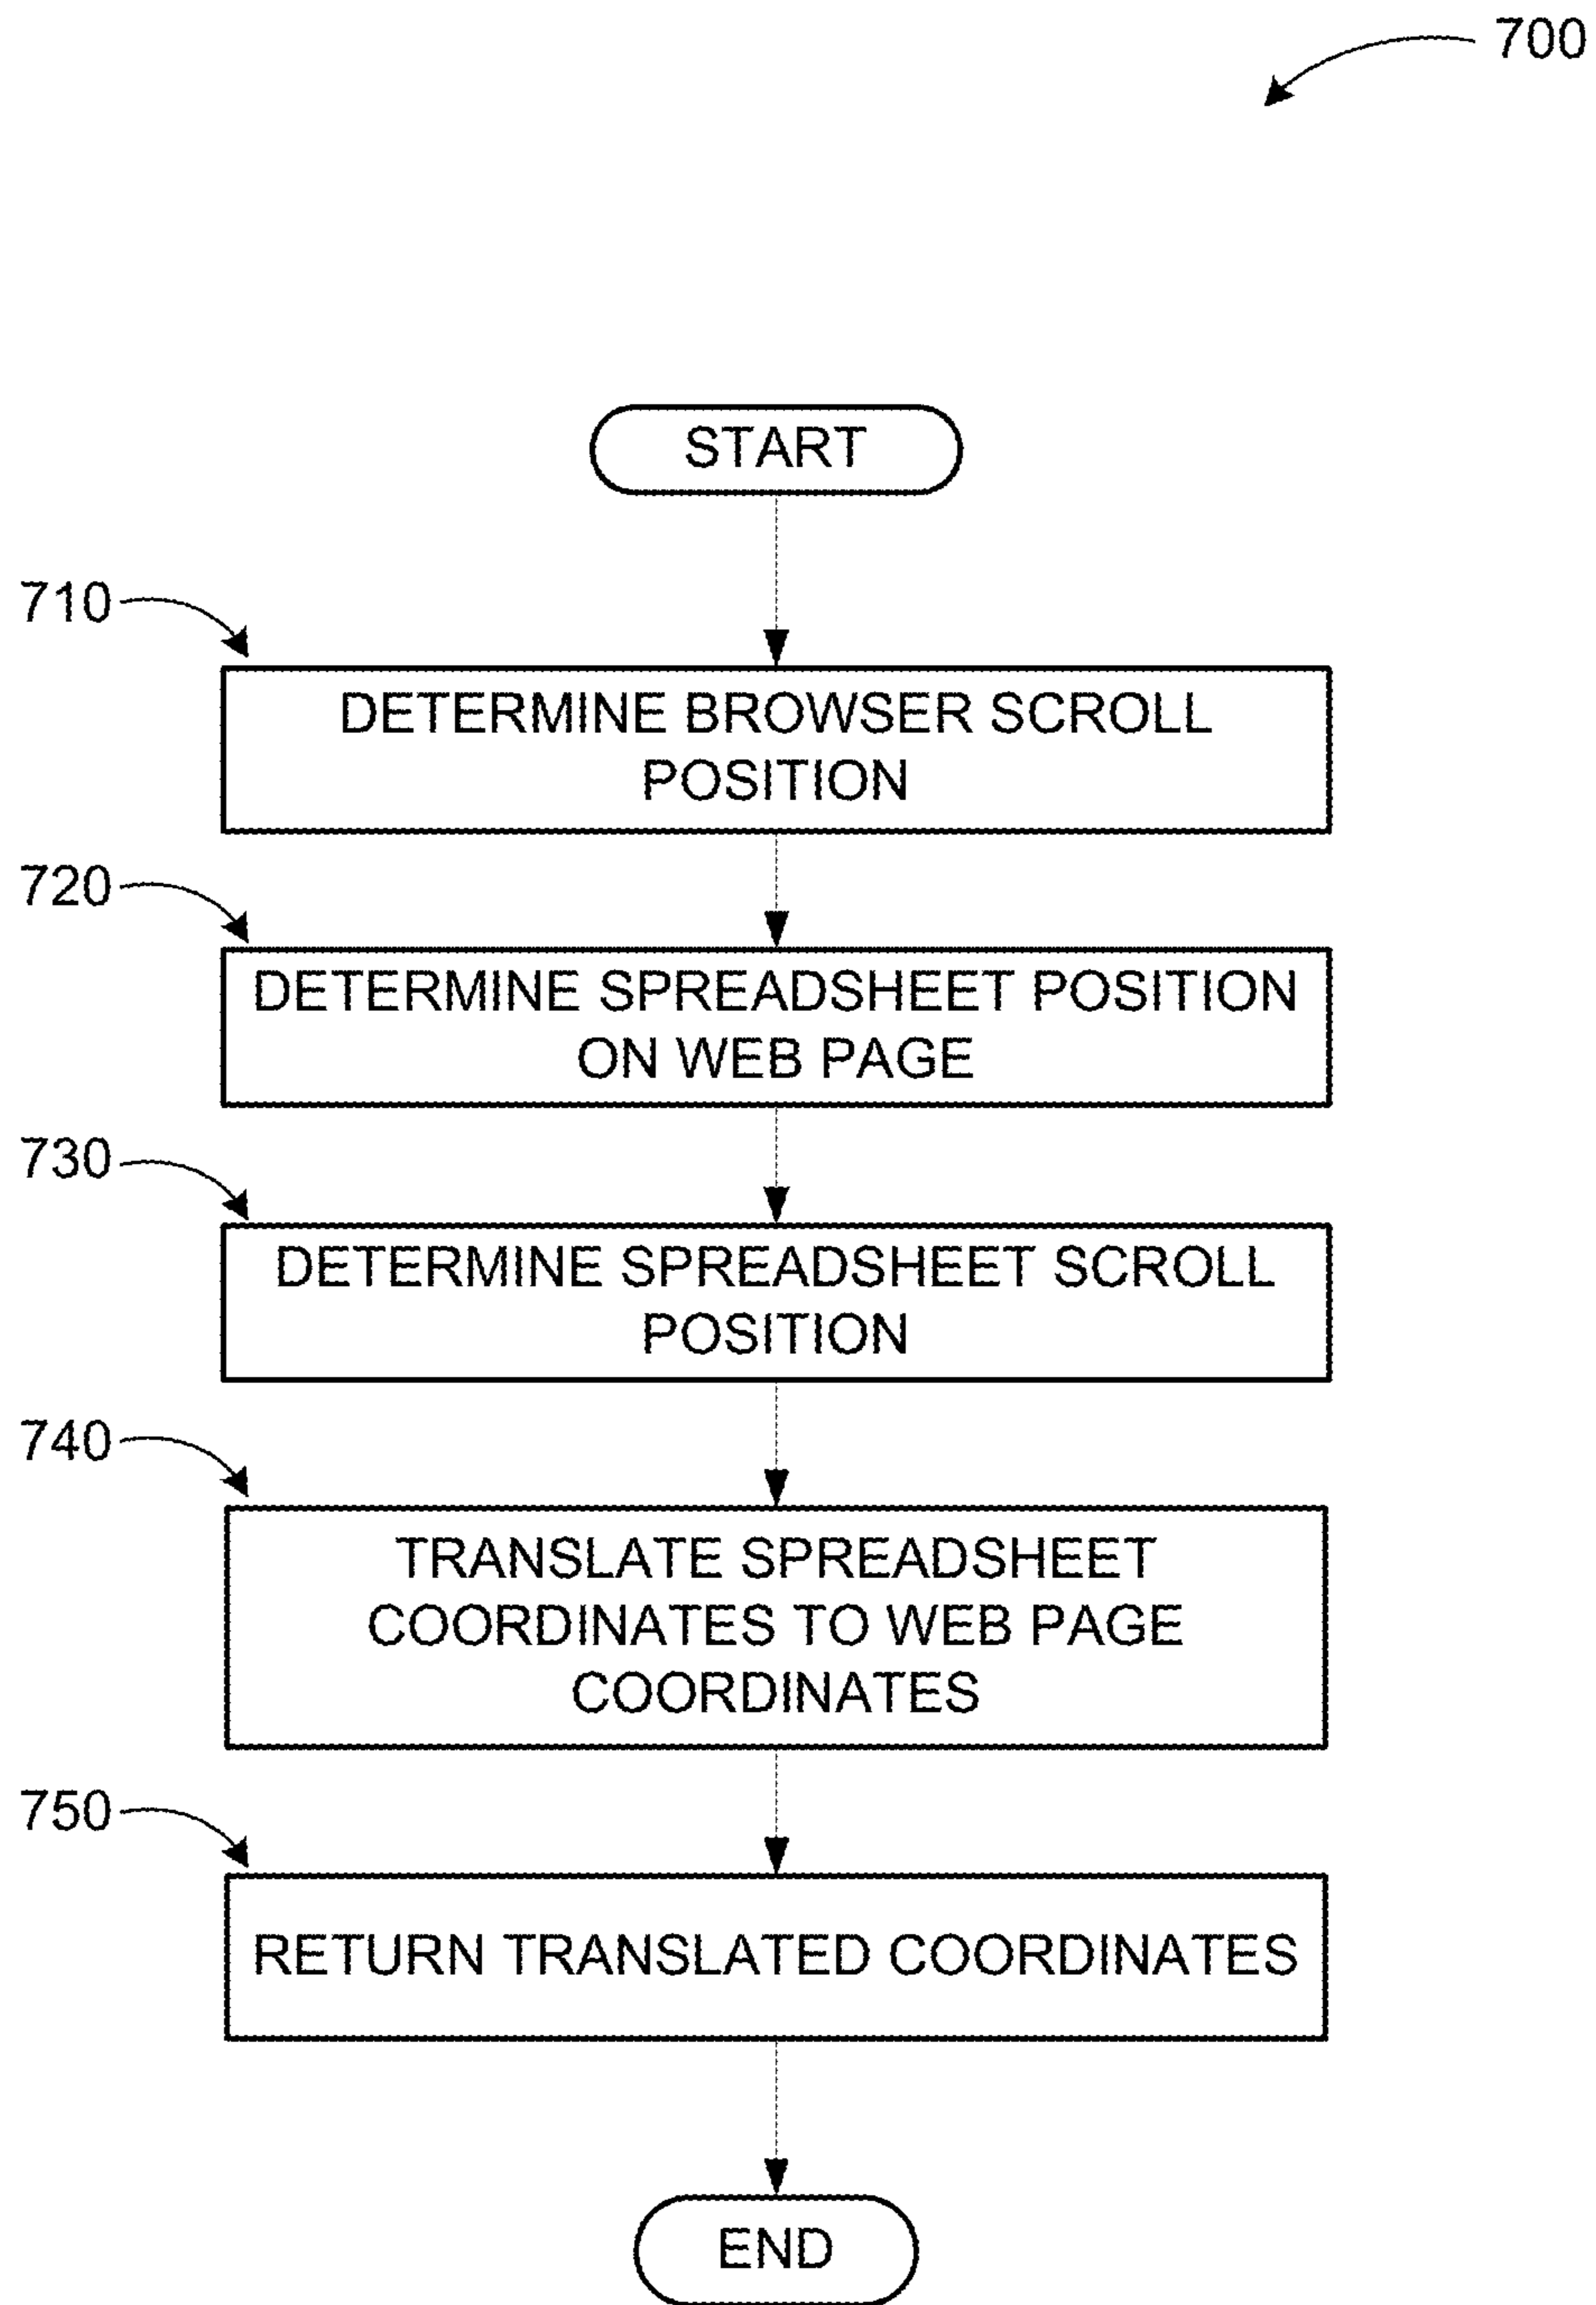 700
START
710
DETERMINE BROWSER SCROLL
POSITION
720
DETERMINE SPREADSHEET POSITION
ON WEB PAGE
730
DETERMINE SPREADSHEET SCROLL
POSITION
740
TRANSLATE SPREADSHEET
COORDINATES TO WEB PAGE
COORDINATES
750
RETURN TRANSLATED COORDINATES
END